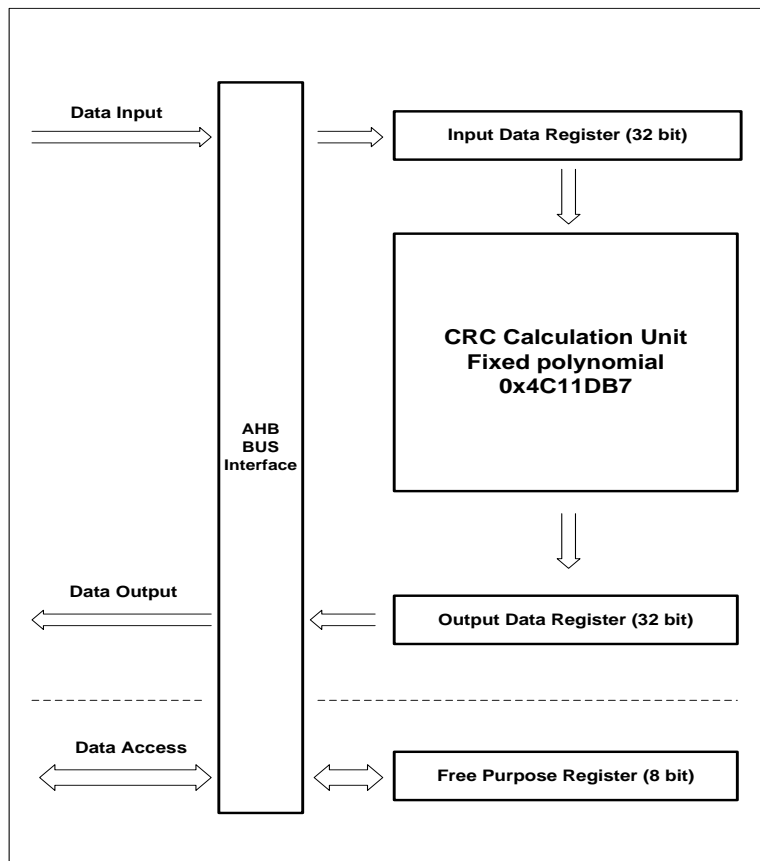 Data Input
Input Data Register (32 bit)
CRC Calculation Unit
Fixed polynomial
0x4C11DB7
AHB
BUS
Interface
Data Output
Output Data Register (32 bit)
Data Access
Free Purpose Register (8 bit)